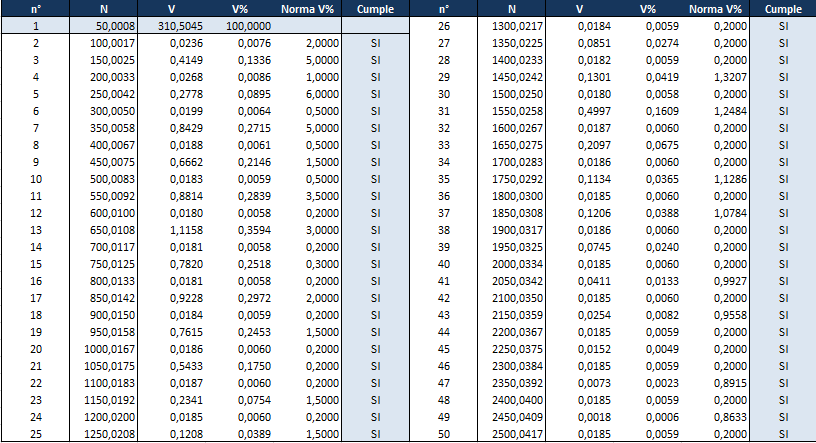 n° N V V% Norma V% Cumple n° N V V% Norma V% Cumple
1 50,0008 310,5045 100,0000 26 1300,0217 0,0184 0,0059 0,2000 SI
2 100,0017 0,0236 0,0076 2,0000 SI 27 1350,0225 0,0851 0,0274 0,2000 SI
3 150,0025 0,4149 0,1336 5,0000 SI 28 1400,0233 0,0182 0,0059 0,2000 SI
4 200,0033 0,0268 0,0086 1,0000 SI 29 1450,0242 0,1301 0,0419 1,3207 SI
5 250,0042 0,2778 0,0895 6,0000 SI 30 1500,0250 0,0180 0,0058 0,2000 SI
6 300,0050 0,0199 0,0064 0,5000 SI 31 1550,0258 0,4997 0,1609 1,2484 SI
7 350,0058 0,8429 0,2715 5,0000 SI 32 1600,0267 0,0187 0,0060 0,2000 SI
8 400,0067 0,0188 0,0061 0,5000 SI 33 1650,0275 0,2097 0,0675 0,2000 SI
9 450,0075 0,6662 0,2146 1,5000 SI 34 1700,0283 0,0186 0,0060 0,2000 SI
10 500,0083 0,0183 0,0059 0,5000 SI 35 1750,0292 0,1134 0,0365 1,1286 SI
11 550,0092 0,8814 0,2839 3,5000 SI 36 1800,0300 0,0185 0,0060 0,2000 SI
12 600,0100 0,0180 0,0058 0,2000 SI 37 1850,0308 0,1206 0,0388 1,0784 SI
13 650,0108 1,1158 0,3594 3,0000 SI 38 1900,0317 0,0186 0,0060 0,2000 SI
14 700,0117 0,0181 0,0058 0,2000 SI 39 1950,0325 0,0745 0,0240 0,2000 SI
15 750,0125 0,7820 0,2518 0,3000 SI 40 2000,0334 0,0185 0,0060 0,2000 SI
16 800,0133 0,0181 0,0058 0,2000 SI 41 2050,0342 0,0411 0,0133 0,9927 SI
17 850,0142 0,9228 0,2972 2,0000 SI 42 2100,0350 0,0185 0,0060 0,2000 SI
18 900,0150 0,0184 0,0059 0,2000 SI 43 2150,0359 0,0254 0,0082 0,9558 SI
19 950,0158 0,7615 0,2453 1,5000 SI 44 2200,0367 0,0185 0,0059 0,2000 SI
20 1000,0167 0,0186 0,0060 0,2000 SI 45 2250,0375 0,0152 0,0049 0,2000 SI
21 1050,0175 0,5433 0,1750 0,2000 SI 46 2300,0384 0,0185 0,0059 0,2000 SI
22 1100,0183 0,0187 0,0060 0,2000 SI 47 2350,0392 0,0073 0,0023 0,8915 SI
23 1150,0192 0,2341 0,0754 1,5000 SI 48 2400,0400 0,0185 0,0059 0,2000 SI
24 1200,0200 0,0185 0,0060 0,2000 SI 49 2450,0409 0,0018 0,0006 0,8633 SI
25 1250,0208 0,1208 0,0389 1,5000 SI 50 2500,0417 0,0185 0,0059 0,2000 SI